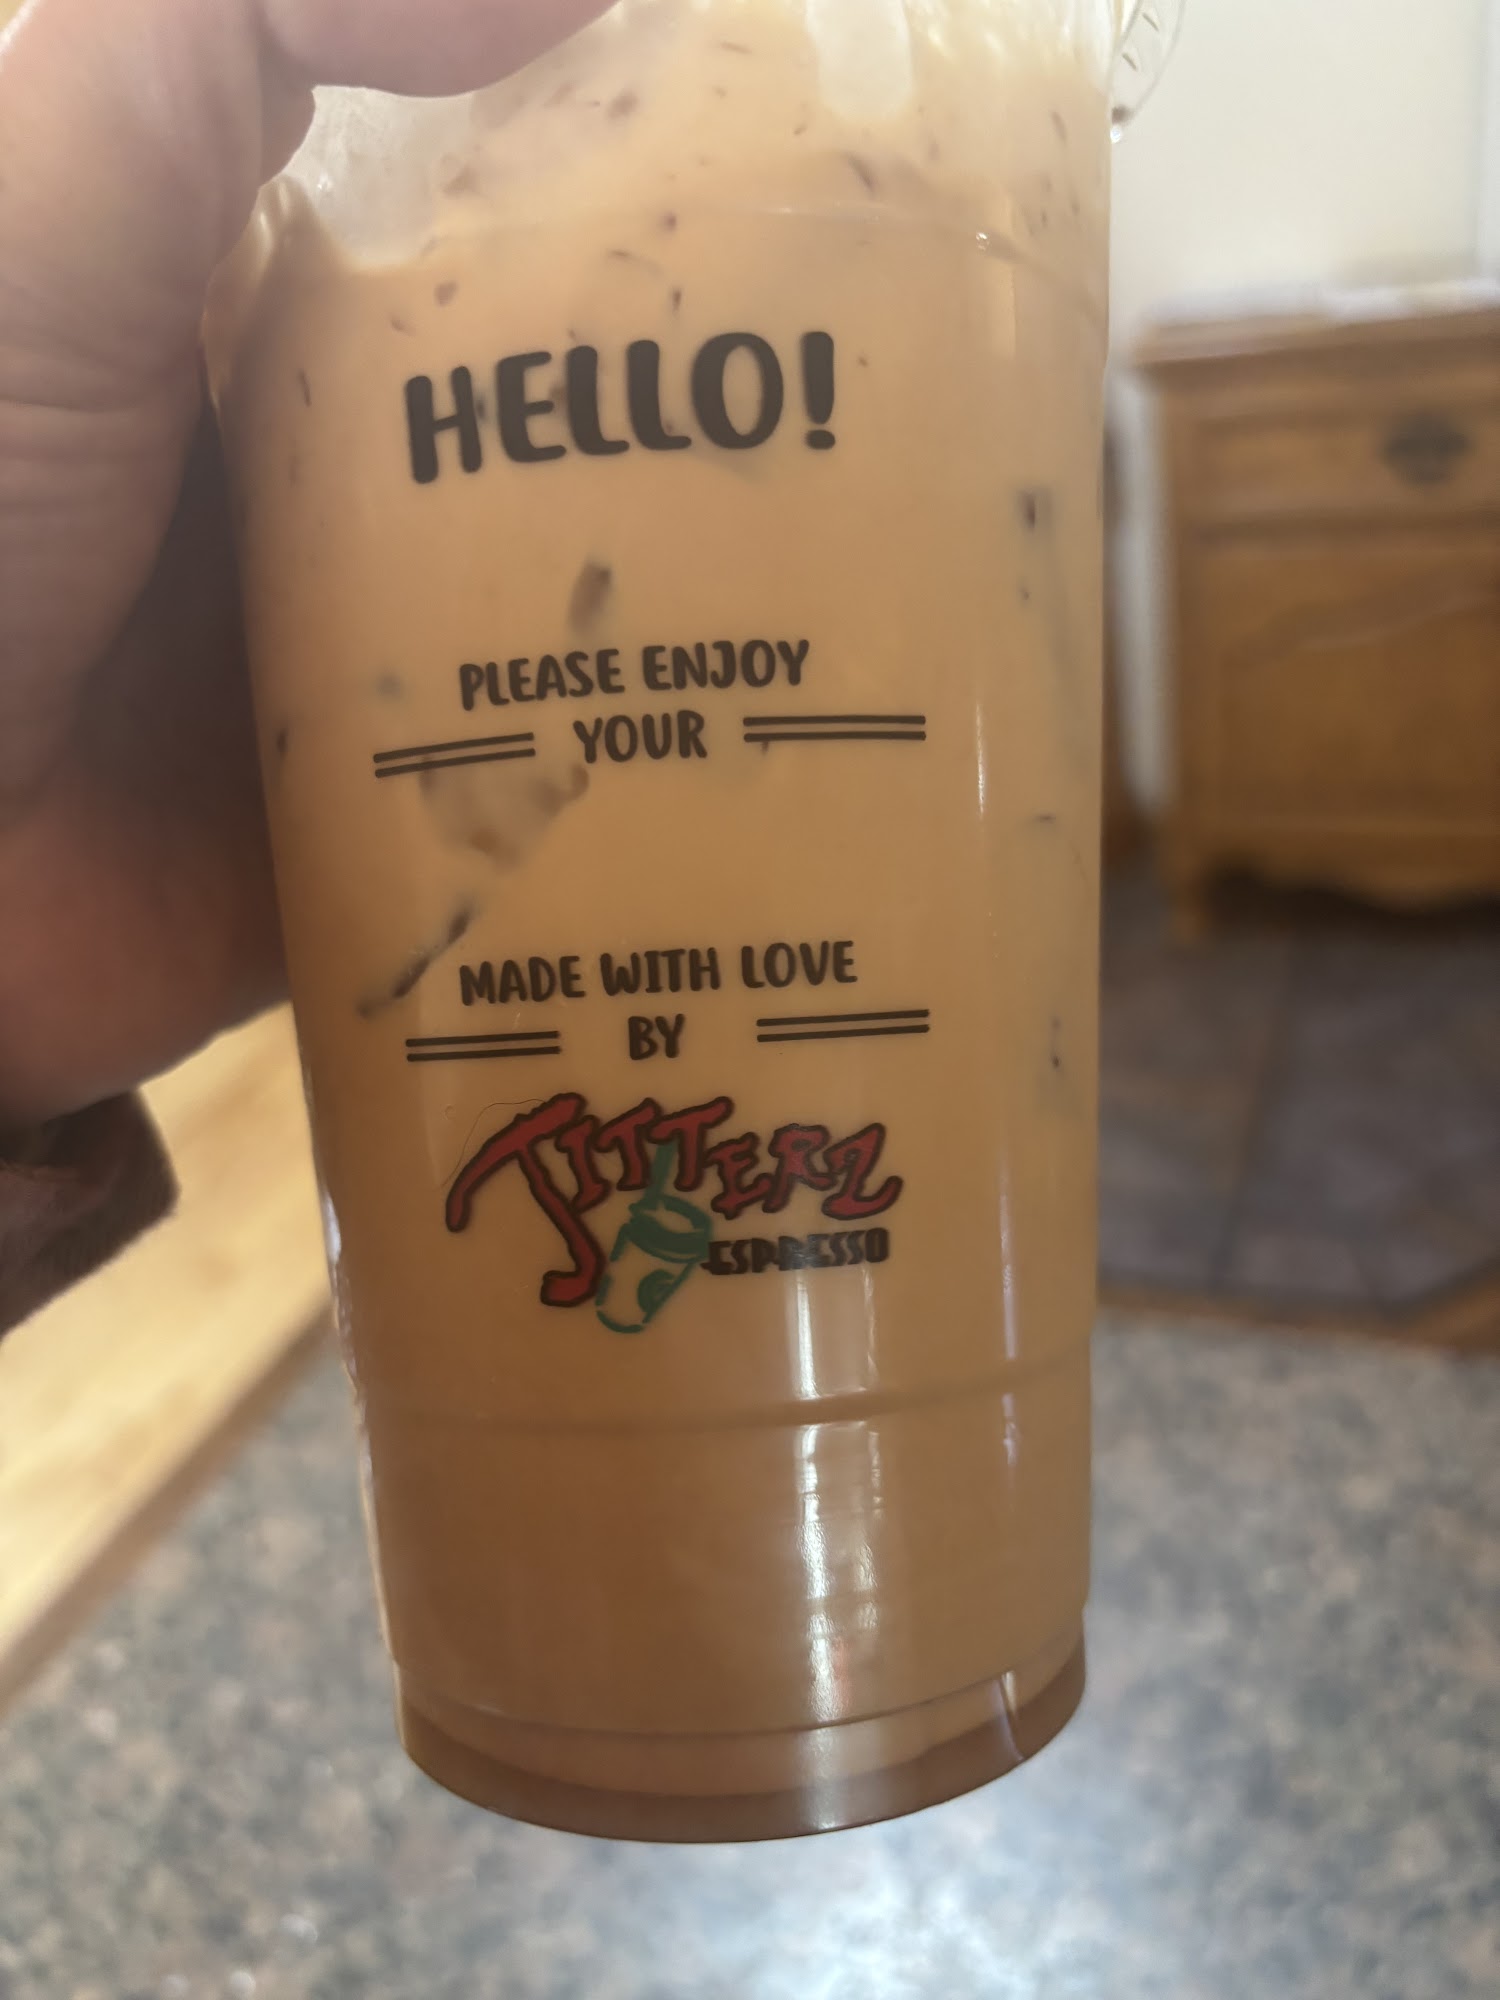 HELLO!
PLEASE ENJOY
YOUR
MADE WITH LOVE
BY
JITTERZ
ESPRESSO